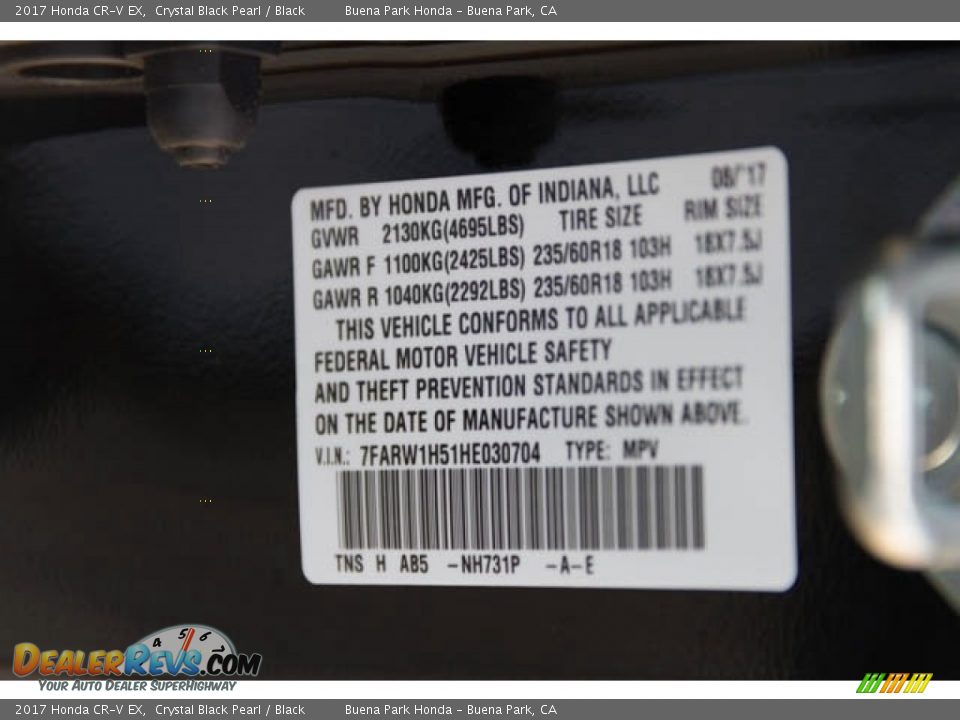 2017 Honda CR-V EX, Crystal Black Pearl / Black Buena Park Honda - Buena Park, CA
MFD. BY HONDA MFG. OF INDIANA, LLC 08/'17
GVWR 2130KG(4695LBS) TIRE SIZE RIM SIZE
GAWR F 1100KG(2425LBS) 235/60R18 103H 18X7.5J
GAWR R 1040KG(2292LBS) 235/60R18 103H 18X7.5J
THIS VEHICLE CONFORMS TO ALL APPLICABLE
FEDERAL MOTOR VEHICLE SAFETY
AND THEFT PREVENTION STANDARDS IN EFFECT
ON THE DATE OF MANUFACTURE SHOWN ABOVE.
V.I.N.: 7FARW1H51HE030704 TYPE: MPV
TNS H AB5 -NH731P -A-E
4 5 6
DEALERREVS.COM
YOUR AUTO DEALER SUPERHIGHWAY
2017 Honda CR-V EX, Crystal Black Pearl / Black Buena Park Honda - Buena Park, CA